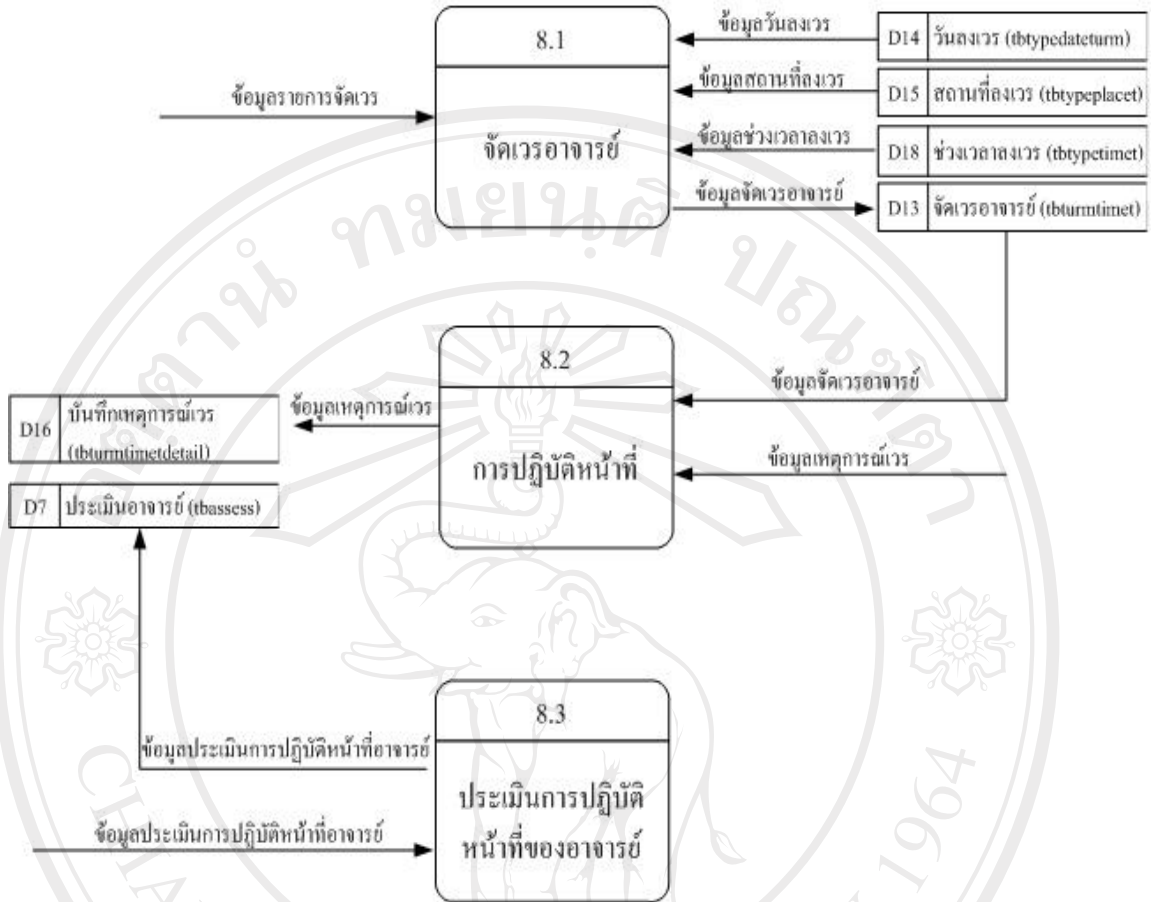 8.1
จัดเวรอาจารย์
ข้อมูลรายการจัดเวร
ข้อมูลวันลงเวร
D14 วันลงเวร (tbtypedateturm)
ข้อมูลสถานที่ลงเวร
D15 สถานที่ลงเวร (tbtypeplacet)
ข้อมูลช่วงเวลาลงเวร
D18 ช่วงเวลาลงเวร (tbtypetimet)
ข้อมูลจัดเวรอาจารย์
D13 จัดเวรอาจารย์ (tbturmtimet)
8.2
การปฏิบัติหน้าที่
ข้อมูลจัดเวรอาจารย์
ข้อมูลเหตุการณ์เวร
ข้อมูลเหตุการณ์เวร
D16 บันทึกเหตุการณ์เวร
(tbturmtimetdetail)
D7 ประเมินอาจารย์ (tbassess)
8.3
ประเมินการปฏิบัติ
หน้าที่ของอาจารย์
ข้อมูลประเมินการปฏิบัติหน้าที่อาจารย์
ข้อมูลประเมินการปฏิบัติหน้าที่อาจารย์
1964